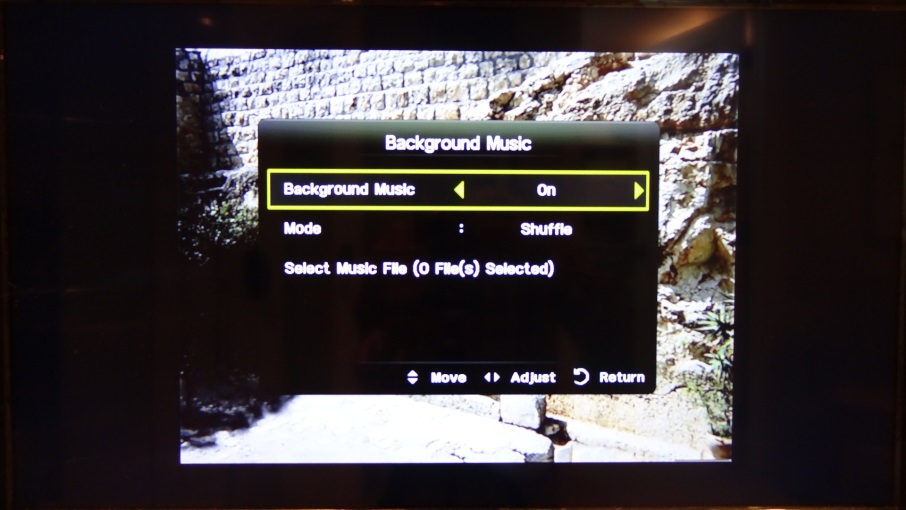 Background Music
Background Music On
Mode : Shuffle
Select Music File (0 File(s) Selected)
Move Adjust Return